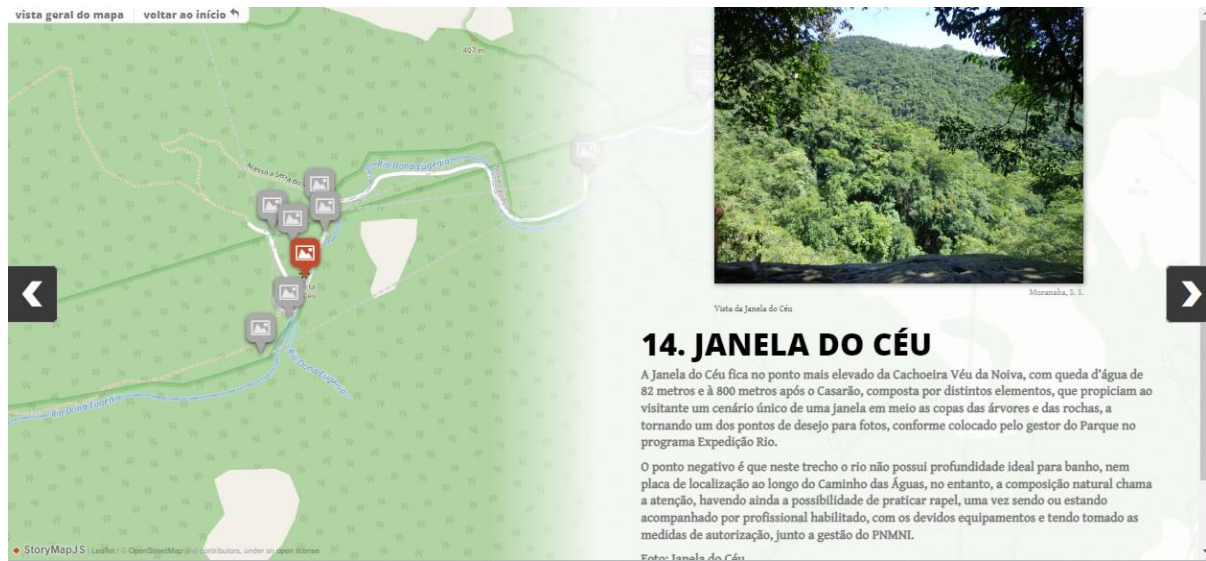 vista geral do mapa
voltar ao início
407 m
Rio Dona Eugênia
Acesso a Serra do
Céu
Rio Dona Eugênia
Rio Dona Eugênia
StoryMapJS | Leaflet | © OpenStreetMap and contributors, under an open license
Muranaka, S. S.
Vista da Janela do Céu
14. JANELA DO CÉU
A Janela do Céu fica no ponto mais elevado da Cachoeira Véu da Noiva, com queda d'água de
82 metros e à 800 metros após o Casarão, composta por distintos elementos, que propiciam ao
visitante um cenário único de uma janela em meio as copas das árvores e das rochas, a
tornando um dos pontos de desejo para fotos, conforme colocado pelo gestor do Parque no
programa Expedição Rio.
O ponto negativo é que neste trecho o rio não possui profundidade ideal para banho, nem
placa de localização ao longo do Caminho das Águas, no entanto, a composição natural chama
a atenção, havendo ainda a possibilidade de praticar rapel, uma vez sendo ou estando
acompanhado por profissional habilitado, com os devidos equipamentos e tendo tomado as
medidas de autorização, junto a gestão do PNMNI.
Foto: Janela do Céu